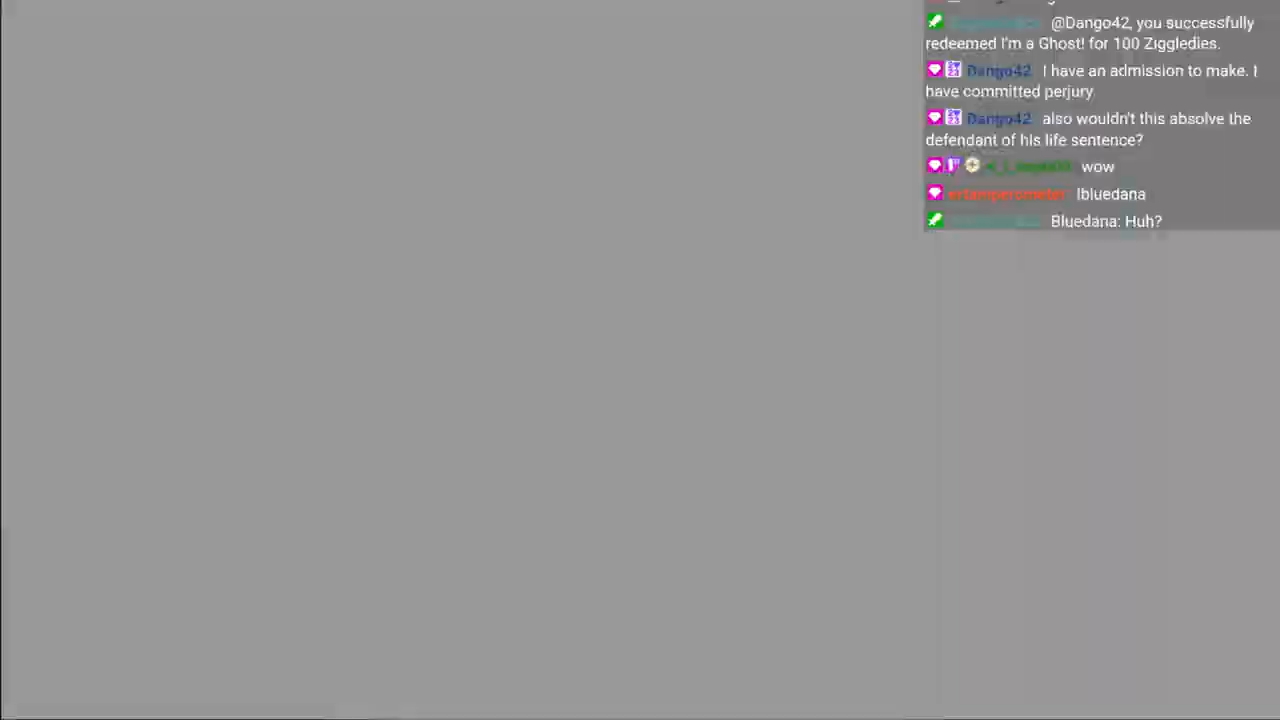 @Dango42, you successfully
redeemed I'm a Ghost! for 100 Ziggledies.
Dango42 I have an admission to make. I
have committed perjury
Dango42 also wouldn't this absolve the
defendant of his life sentence?
wow
!bluedana
Bluedana: Huh?